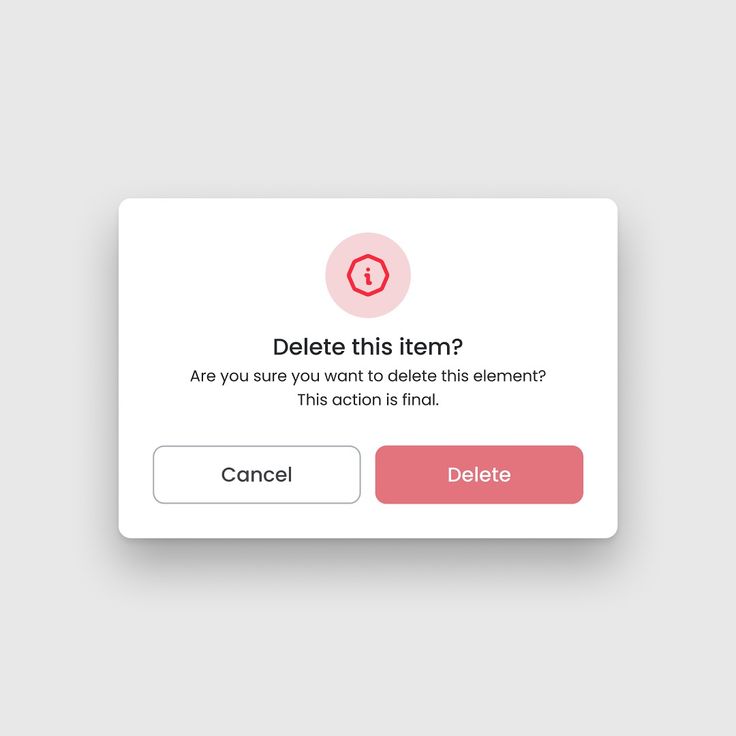 Delete this item?
Are you sure you want to delete this element?
This action is final.
Cancel
Delete